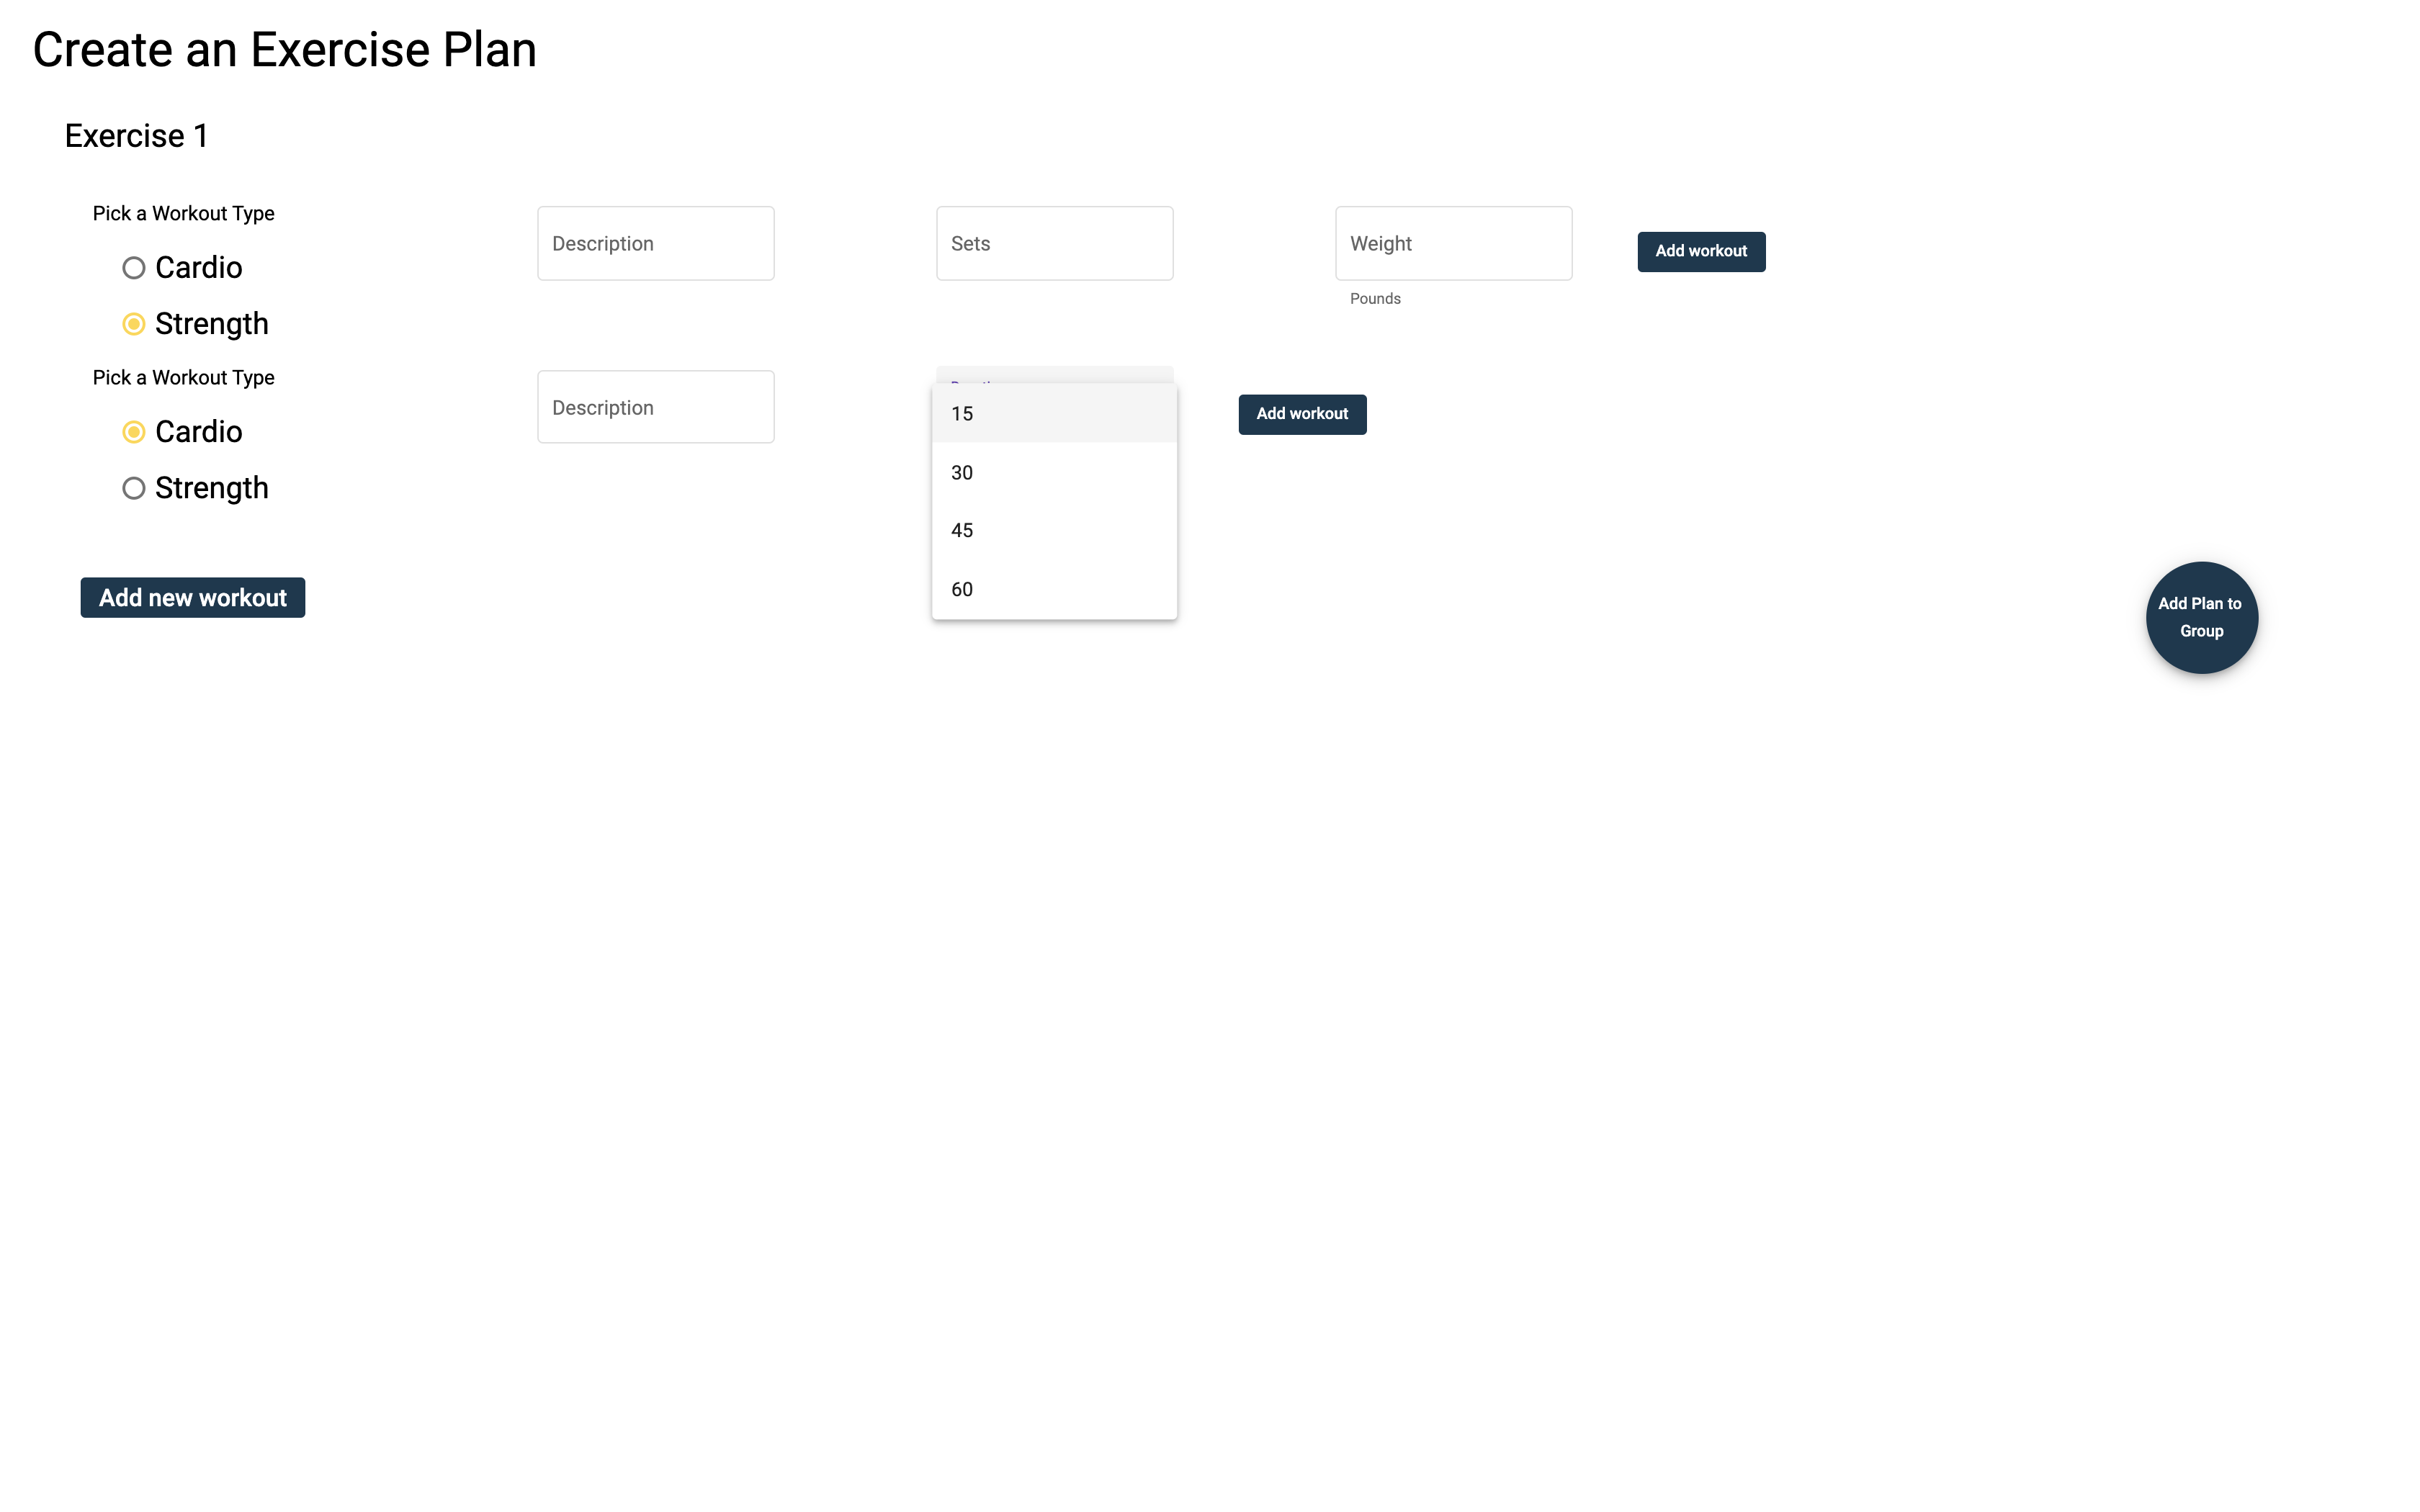 Create an Exercise Plan
Exercise 1
Pick a Workout Type
Cardio
Strength
Description
Sets
Weight
Pounds
Add workout
Pick a Workout Type
Cardio
Strength
Description
15
30
45
60
Add workout
Add new workout
Add Plan to
Group